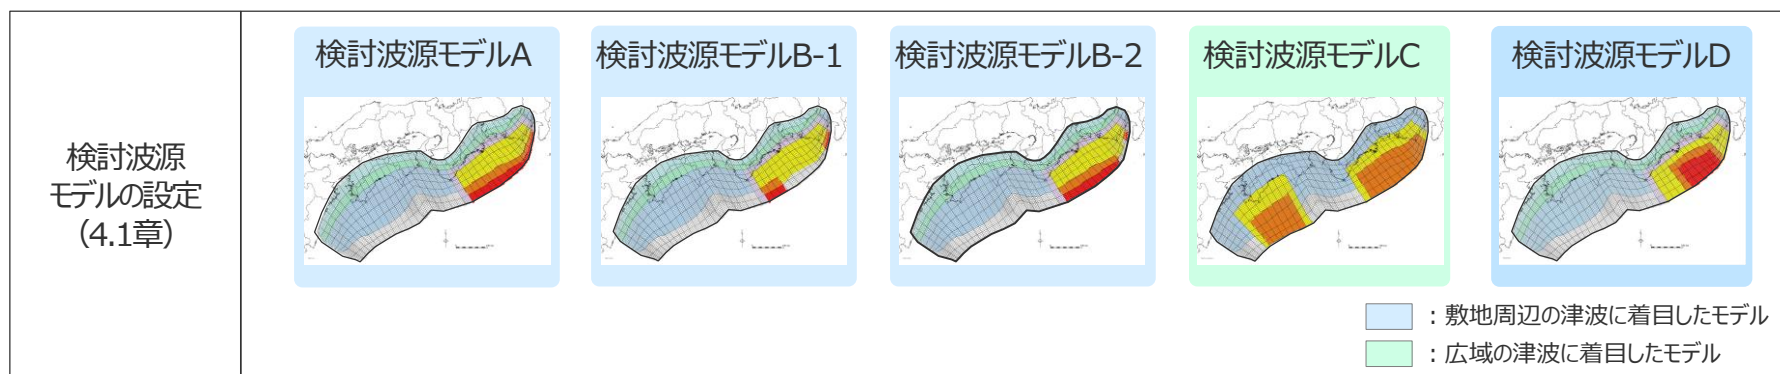 検討波源
モデルの設定
（4.1章）
検討波源モデルA
検討波源モデルB-1
検討波源モデルB-2
検討波源モデルC
検討波源モデルD
：敷地周辺の津波に着目したモデル
：広域の津波に着目したモデル